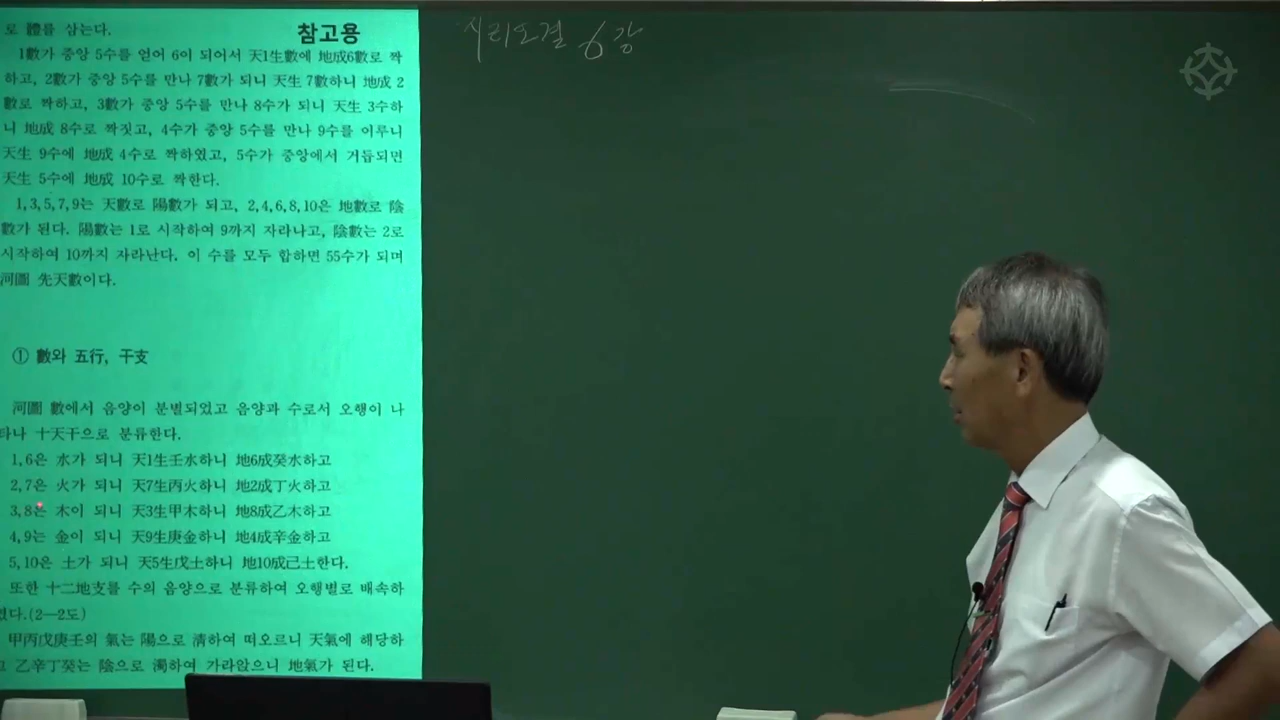 로 體를 삼는다.
참고용
1數가 중앙 5수를 얻어 6이 되어서 天1生數에 地成6數로 짝
하고, 2數가 중앙 5수를 만나 7數가 되니 天生 7數하니 地成 2
數로 짝하고, 3數가 중앙 5수를 만나 8수가 되니 天生 3수하
니 地成 8수로 짝짓고, 4수가 중앙 5수를 만나 9수를 이루니
天生 9수에 地成 4수로 짝하였고, 5수가 중앙에서 거듭되면
天生 5수에 地成 10수로 짝한다.
1,3,5,7,9는 天數로 陽數가 되고, 2,4,6,8,10은 地數로 陰
數가 된다. 陽數는 1로 시작하여 9까지 자라나고, 陰數는 2로
시작하여 10까지 자라난다. 이 수를 모두 합하면 55수가 되며
河圖 先天數이다.
① 數와 五行, 干支
河圖 數에서 음양이 분별되었고 음양과 수로서 오행이 나
타나 十天干으로 분류한다.
1,6은 水가 되니 天1生壬水하니 地6成癸水하고
2,7은 火가 되니 天7生丙火하니 地2成丁火하고
3,8은 木이 되니 天3生甲木하니 地8成乙木하고
4,9는 金이 되니 天9生庚金하니 地4成辛金하고
5,10은 土가 되니 天5生戊土하니 地10成己土한다.
또한 十二地支를 수의 음양으로 분류하여 오행별로 배속하
였다.(2—2도)
甲丙戊庚壬의 氣는 陽으로 淸하여 떠오르니 天氣에 해당하
고 乙辛丁癸는 陰으로 濁하여 가라앉으니 地氣가 된다.
지리오결 6강